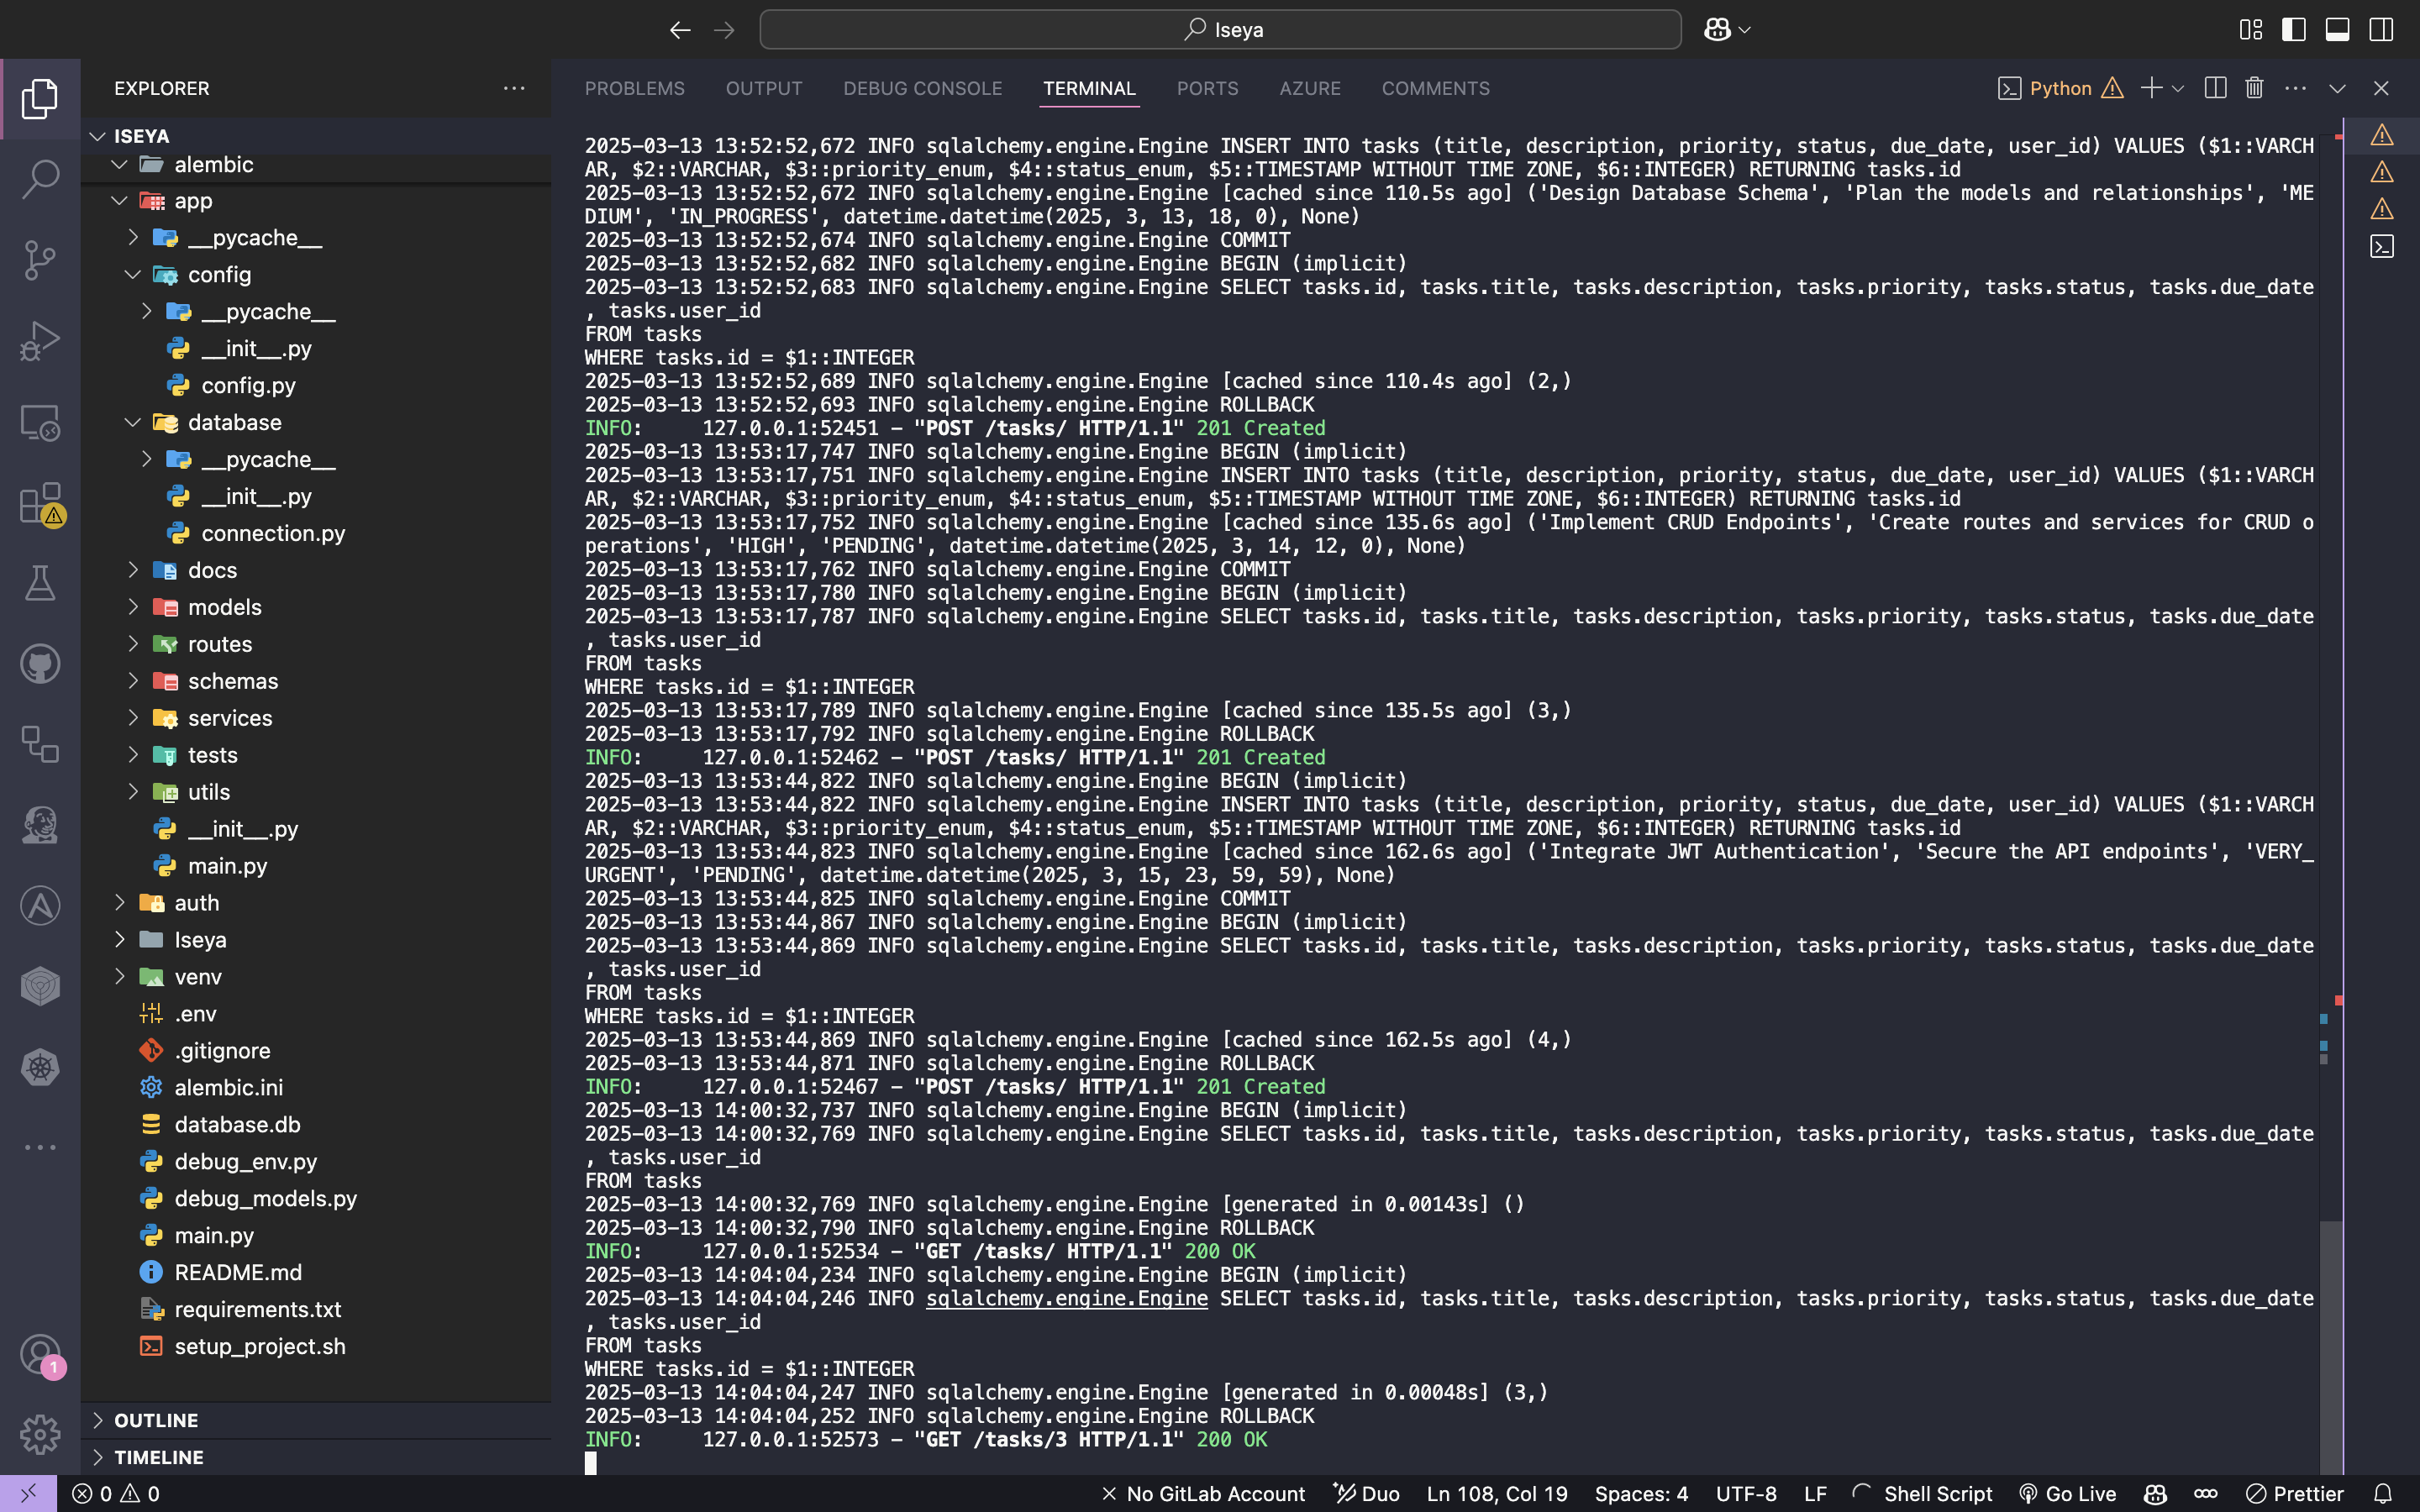 Iseya
EXPLORER
ISEYA
alembic
app
__pycache__
config
__pycache__
__init__.py
config.py
database
__pycache__
__init__.py
connection.py
docs
models
routes
schemas
services
tests
utils
__init__.py
main.py
auth
Iseya
venv
.env
.gitignore
alembic.ini
database.db
debug_env.py
debug_models.py
main.py
README.md
requirements.txt
setup_project.sh
OUTLINE
TIMELINE
1
PROBLEMS OUTPUT DEBUG CONSOLE TERMINAL PORTS AZURE COMMENTS
Python
2025-03-13 13:52:52,672 INFO sqlalchemy.engine.Engine INSERT INTO tasks (title, description, priority, status, due_date, user_id) VALUES ($1::VARCH
AR, $2::VARCHAR, $3::priority_enum, $4::status_enum, $5::TIMESTAMP WITHOUT TIME ZONE, $6::INTEGER) RETURNING tasks.id
2025-03-13 13:52:52,672 INFO sqlalchemy.engine.Engine [cached since 110.5s ago] ('Design Database Schema', 'Plan the models and relationships', 'ME
DIUM', 'IN_PROGRESS', datetime.datetime(2025, 3, 13, 18, 0), None)
2025-03-13 13:52:52,674 INFO sqlalchemy.engine.Engine COMMIT
2025-03-13 13:52:52,682 INFO sqlalchemy.engine.Engine BEGIN (implicit)
2025-03-13 13:52:52,683 INFO sqlalchemy.engine.Engine SELECT tasks.id, tasks.title, tasks.description, tasks.priority, tasks.status, tasks.due_date
, tasks.user_id
FROM tasks
WHERE tasks.id = $1::INTEGER
2025-03-13 13:52:52,689 INFO sqlalchemy.engine.Engine [cached since 110.4s ago] (2,)
2025-03-13 13:52:52,693 INFO sqlalchemy.engine.Engine ROLLBACK
INFO: 127.0.0.1:52451 - "POST /tasks/ HTTP/1.1" 201 Created
2025-03-13 13:53:17,747 INFO sqlalchemy.engine.Engine BEGIN (implicit)
2025-03-13 13:53:17,751 INFO sqlalchemy.engine.Engine INSERT INTO tasks (title, description, priority, status, due_date, user_id) VALUES ($1::VARCH
AR, $2::VARCHAR, $3::priority_enum, $4::status_enum, $5::TIMESTAMP WITHOUT TIME ZONE, $6::INTEGER) RETURNING tasks.id
2025-03-13 13:53:17,752 INFO sqlalchemy.engine.Engine [cached since 135.6s ago] ('Implement CRUD Endpoints', 'Create routes and services for CRUD o
perations', 'HIGH', 'PENDING', datetime.datetime(2025, 3, 14, 12, 0), None)
2025-03-13 13:53:17,762 INFO sqlalchemy.engine.Engine COMMIT
2025-03-13 13:53:17,780 INFO sqlalchemy.engine.Engine BEGIN (implicit)
2025-03-13 13:53:17,787 INFO sqlalchemy.engine.Engine SELECT tasks.id, tasks.title, tasks.description, tasks.priority, tasks.status, tasks.due_date
, tasks.user_id
FROM tasks
WHERE tasks.id = $1::INTEGER
2025-03-13 13:53:17,789 INFO sqlalchemy.engine.Engine [cached since 135.5s ago] (3,)
2025-03-13 13:53:17,792 INFO sqlalchemy.engine.Engine ROLLBACK
INFO: 127.0.0.1:52462 - "POST /tasks/ HTTP/1.1" 201 Created
2025-03-13 13:53:44,822 INFO sqlalchemy.engine.Engine BEGIN (implicit)
2025-03-13 13:53:44,822 INFO sqlalchemy.engine.Engine INSERT INTO tasks (title, description, priority, status, due_date, user_id) VALUES ($1::VARCH
AR, $2::VARCHAR, $3::priority_enum, $4::status_enum, $5::TIMESTAMP WITHOUT TIME ZONE, $6::INTEGER) RETURNING tasks.id
2025-03-13 13:53:44,823 INFO sqlalchemy.engine.Engine [cached since 162.6s ago] ('Integrate JWT Authentication', 'Secure the API endpoints', 'VERY_
URGENT', 'PENDING', datetime.datetime(2025, 3, 15, 23, 59, 59), None)
2025-03-13 13:53:44,825 INFO sqlalchemy.engine.Engine COMMIT
2025-03-13 13:53:44,867 INFO sqlalchemy.engine.Engine BEGIN (implicit)
2025-03-13 13:53:44,869 INFO sqlalchemy.engine.Engine SELECT tasks.id, tasks.title, tasks.description, tasks.priority, tasks.status, tasks.due_date
, tasks.user_id
FROM tasks
WHERE tasks.id = $1::INTEGER
2025-03-13 13:53:44,869 INFO sqlalchemy.engine.Engine [cached since 162.5s ago] (4,)
2025-03-13 13:53:44,871 INFO sqlalchemy.engine.Engine ROLLBACK
INFO: 127.0.0.1:52467 - "POST /tasks/ HTTP/1.1" 201 Created
2025-03-13 14:00:32,737 INFO sqlalchemy.engine.Engine BEGIN (implicit)
2025-03-13 14:00:32,769 INFO sqlalchemy.engine.Engine SELECT tasks.id, tasks.title, tasks.description, tasks.priority, tasks.status, tasks.due_date
, tasks.user_id
FROM tasks
2025-03-13 14:00:32,769 INFO sqlalchemy.engine.Engine [generated in 0.00143s] ()
2025-03-13 14:00:32,790 INFO sqlalchemy.engine.Engine ROLLBACK
INFO: 127.0.0.1:52534 - "GET /tasks/ HTTP/1.1" 200 OK
2025-03-13 14:04:04,234 INFO sqlalchemy.engine.Engine BEGIN (implicit)
2025-03-13 14:04:04,246 INFO sqlalchemy.engine.Engine SELECT tasks.id, tasks.title, tasks.description, tasks.priority, tasks.status, tasks.due_date
, tasks.user_id
FROM tasks
WHERE tasks.id = $1::INTEGER
2025-03-13 14:04:04,247 INFO sqlalchemy.engine.Engine [generated in 0.00048s] (3,)
2025-03-13 14:04:04,252 INFO sqlalchemy.engine.Engine ROLLBACK
INFO: 127.0.0.1:52573 - "GET /tasks/3 HTTP/1.1" 200 OK
0 0 No GitLab Account Duo Ln 108, Col 19 Spaces: 4 UTF-8 LF Shell Script Go Live Prettier